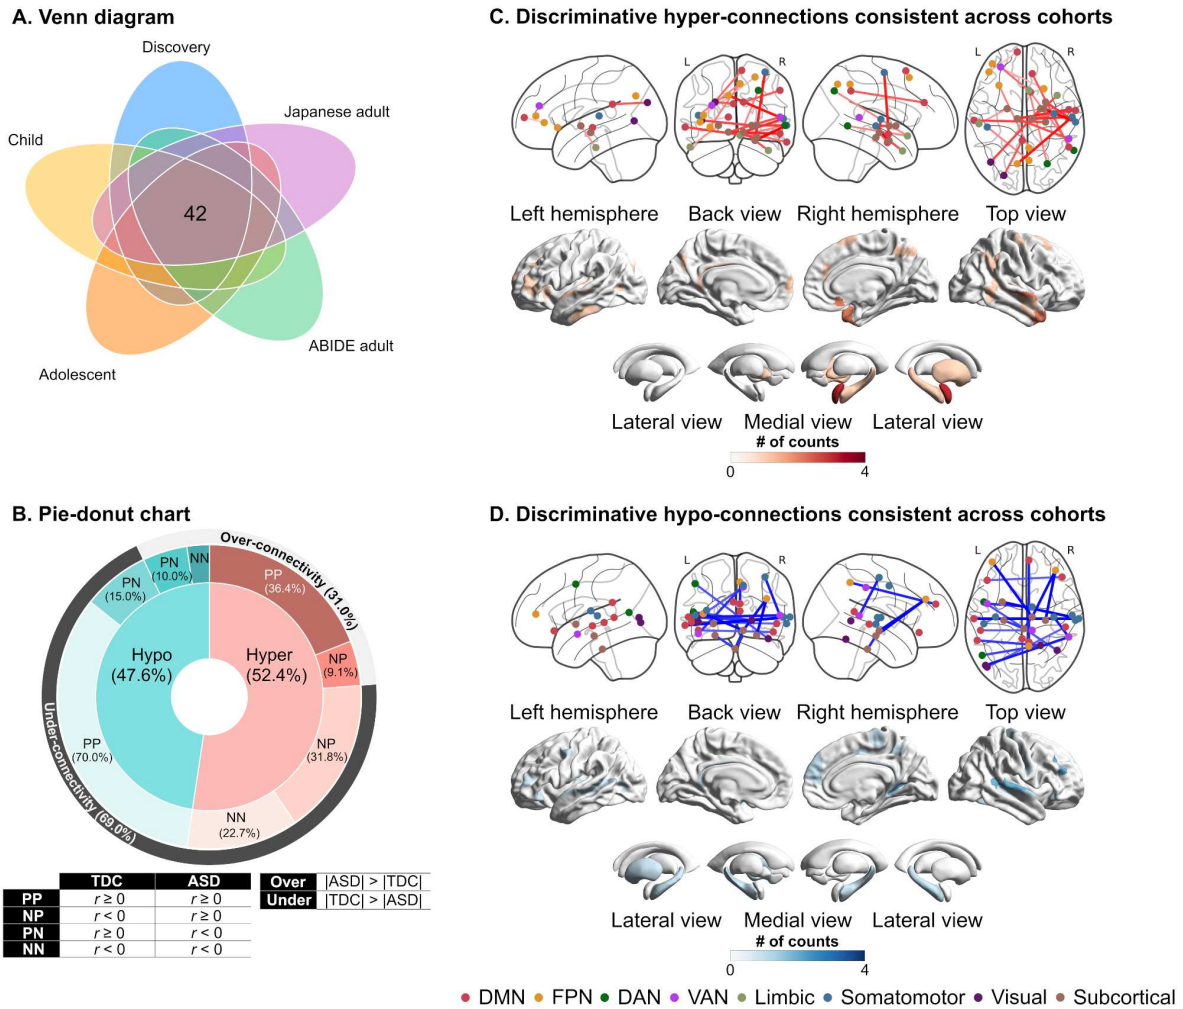 A. Venn diagram
Discovery
Japanese adult
Child
42
ABIDE adult
Adolescent
B. Pie-donut chart
Over-connectivity (31.0%)
PN
(15.0%)
PN
(10.0%)
NN
PP
(36.4%)
Hypo
(47.6%)
Hyper
(52.4%)
NP
(9.1%)
PP
(70.0%)
NP
(31.8%)
NN
(22.7%)
Under-connectivity (69.0%)
TDC ASD
PP r ≥ 0 r ≥ 0
NP r < 0 r ≥ 0
PN r ≥ 0 r < 0
NN r < 0 r < 0
Over |ASD| > |TDC|
Under |TDC| > |ASD|
C. Discriminative hyper-connections consistent across cohorts
L R L R
Left hemisphere Back view Right hemisphere Top view
Lateral view Medial view Lateral view
# of counts
0 4
D. Discriminative hypo-connections consistent across cohorts
L R L R
Left hemisphere Back view Right hemisphere Top view
Lateral view Medial view Lateral view
# of counts
0 4
DMN FPN DAN VAN Limbic Somatomotor Visual Subcortical